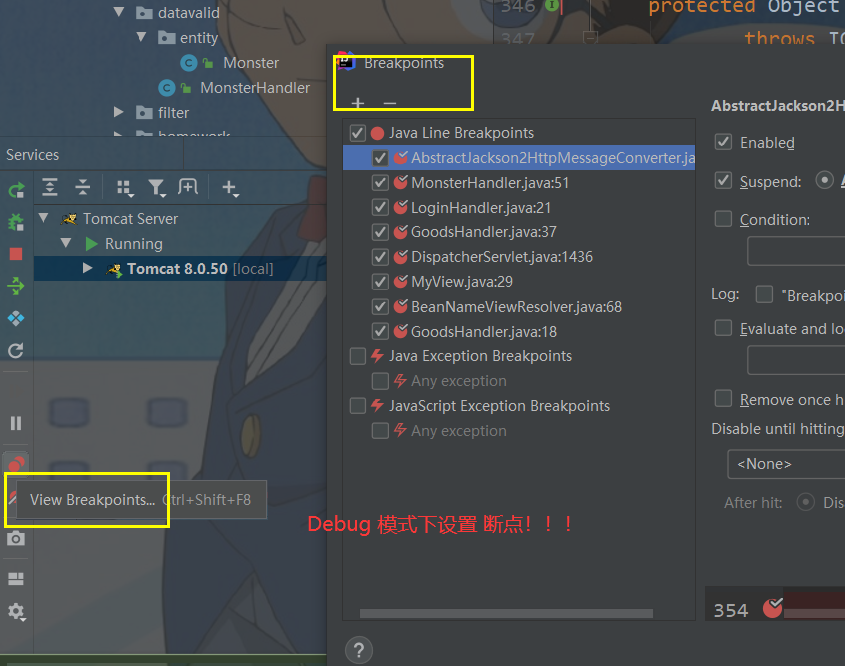 datavalid
entity
Monster
MonsterHandler
filter
homework
Services
Tomcat Server
Running
Tomcat 8.0.50 [local]
View Breakpoints... Ctrl+Shift+F8
346
protected Object
347
throws IO
Breakpoints
Java Line Breakpoints
AbstractJackson2HttpMessageConverter.ja
MonsterHandler.java:51
LoginHandler.java:21
GoodsHandler.java:37
DispatcherServlet.java:1436
MyView.java:29
BeanNameViewResolver.java:68
GoodsHandler.java:18
Java Exception Breakpoints
Any exception
JavaScript Exception Breakpoints
Any exception
Debug 模式下设置 断点！！！
AbstractJackson2H
Enabled
Suspend:
Condition:
Log: "Breakpoi
Evaluate and lo
Remove once h
Disable until hitting
<None>
After hit: Dis
354
?